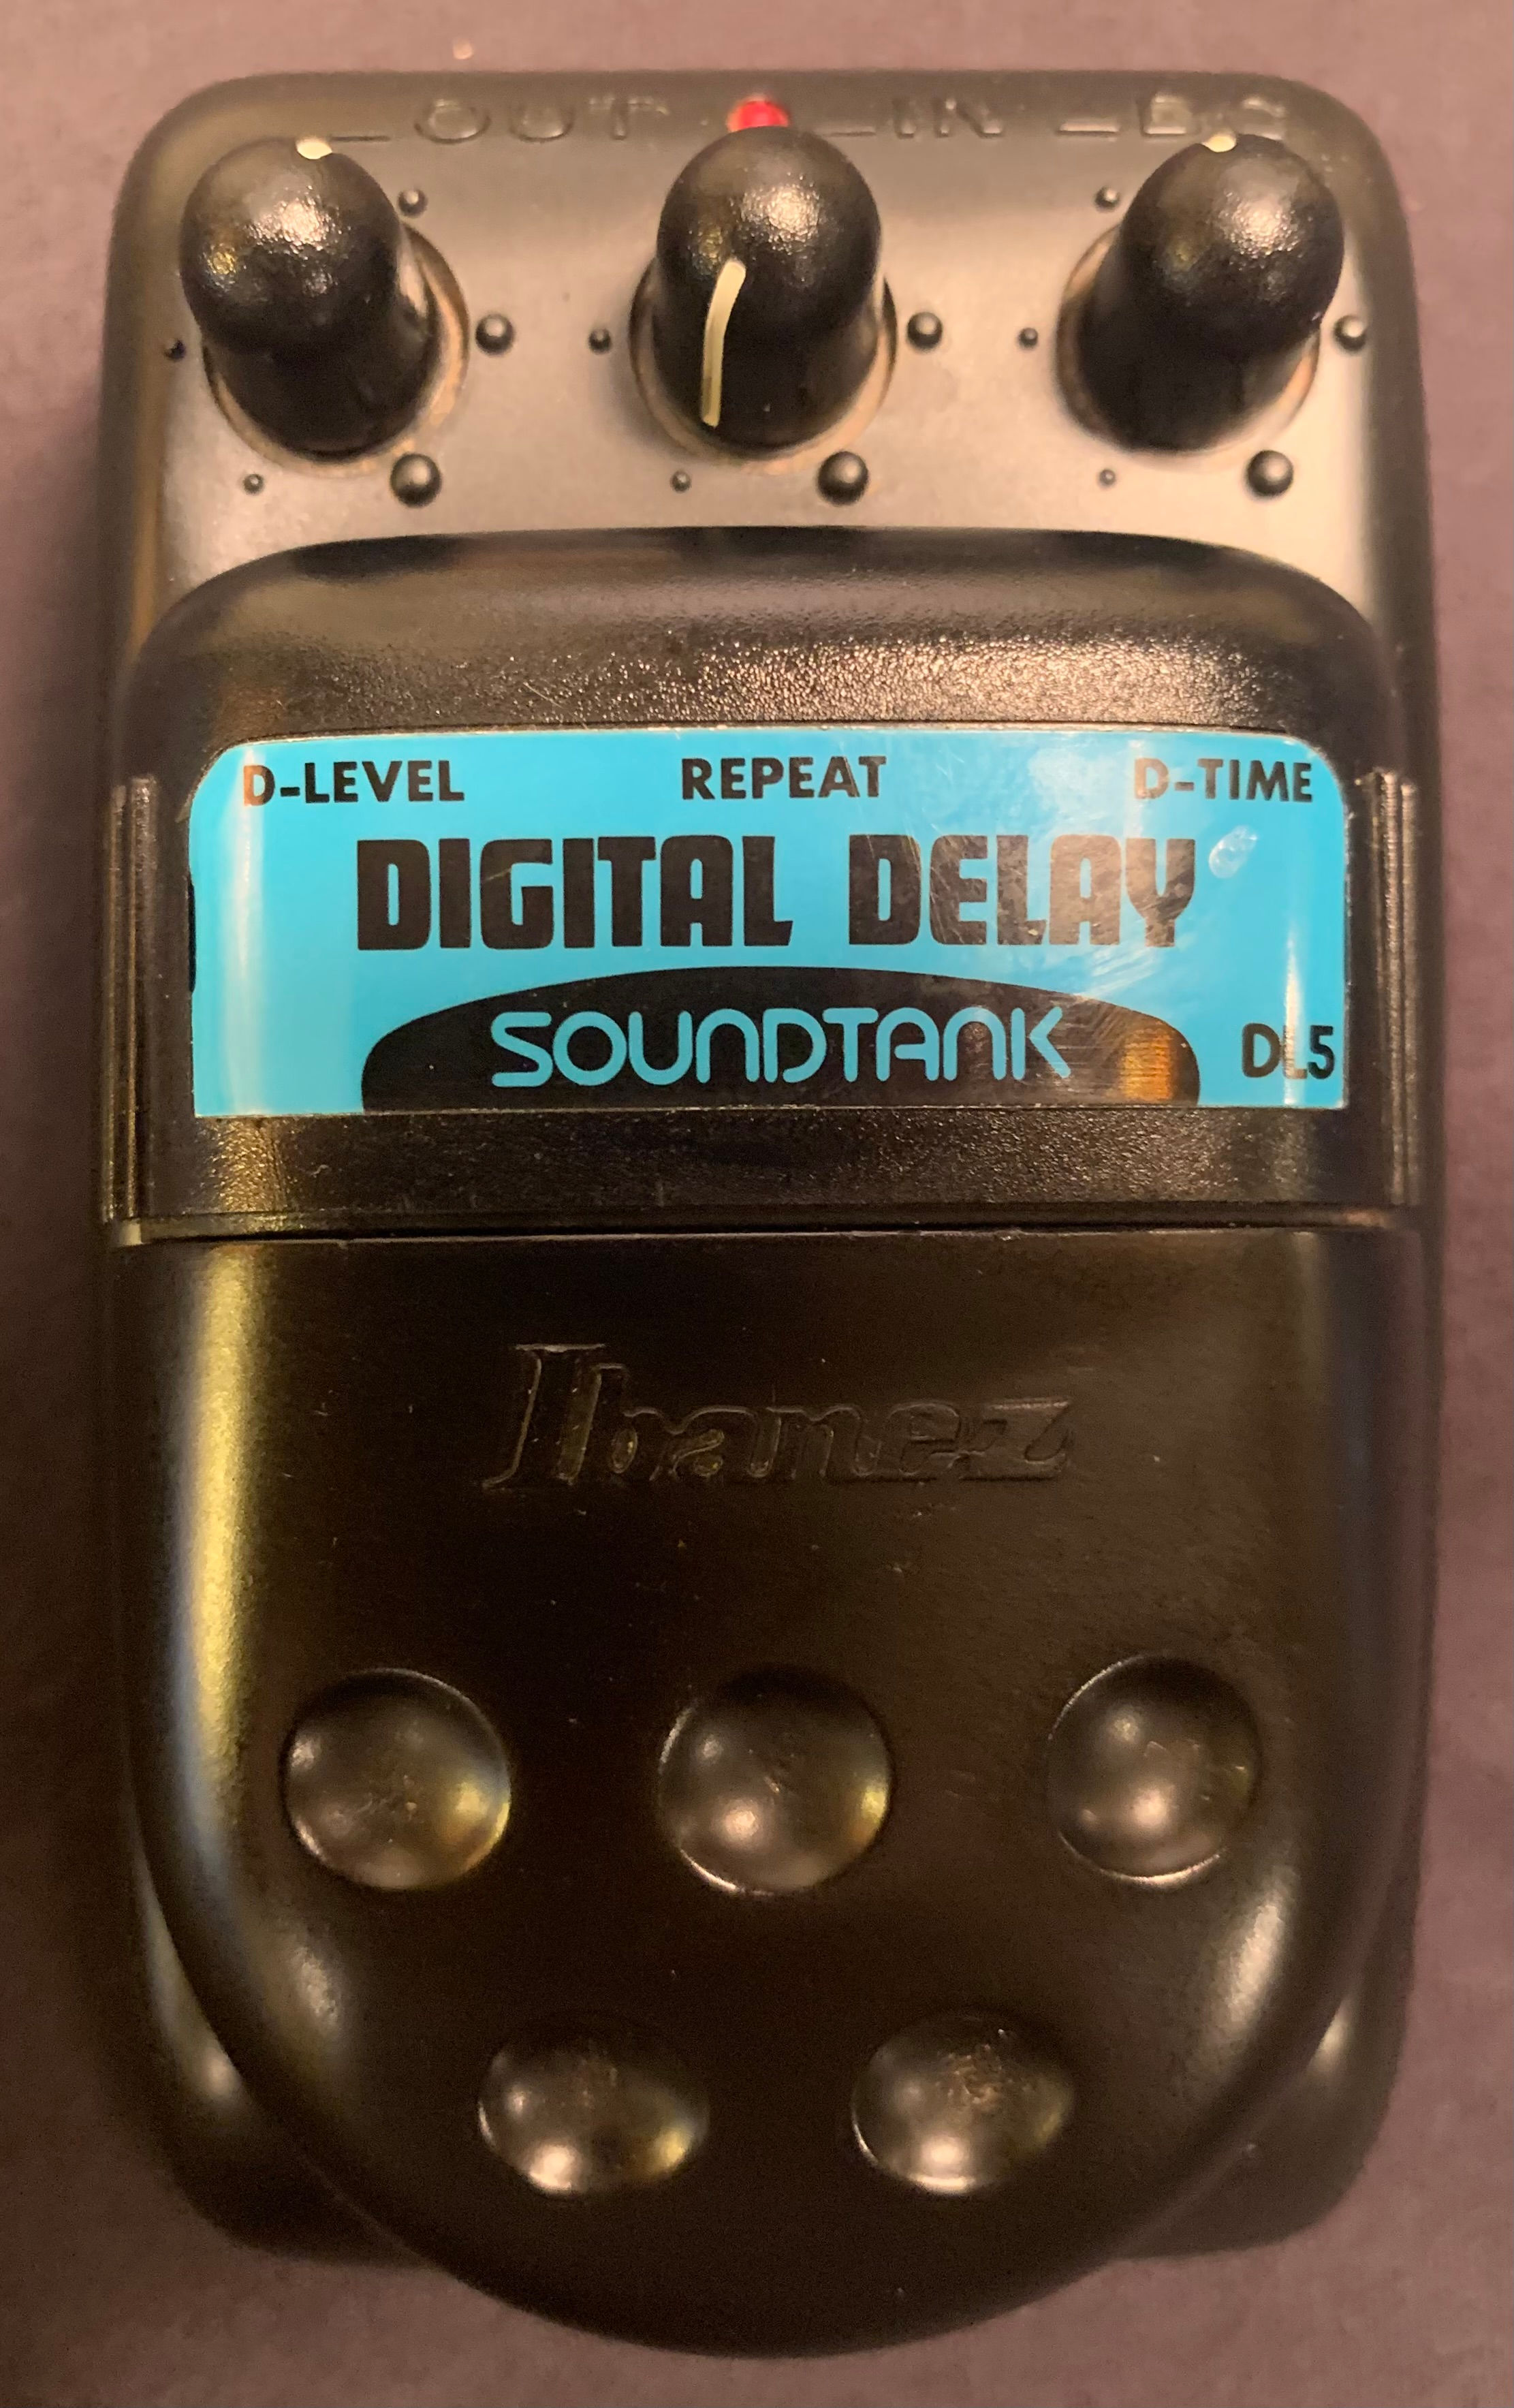 OUT IN DC
D-LEVEL REPEAT D-TIME
DIGITAL DELAY
SOUNDTANK
DL5
Ibanez